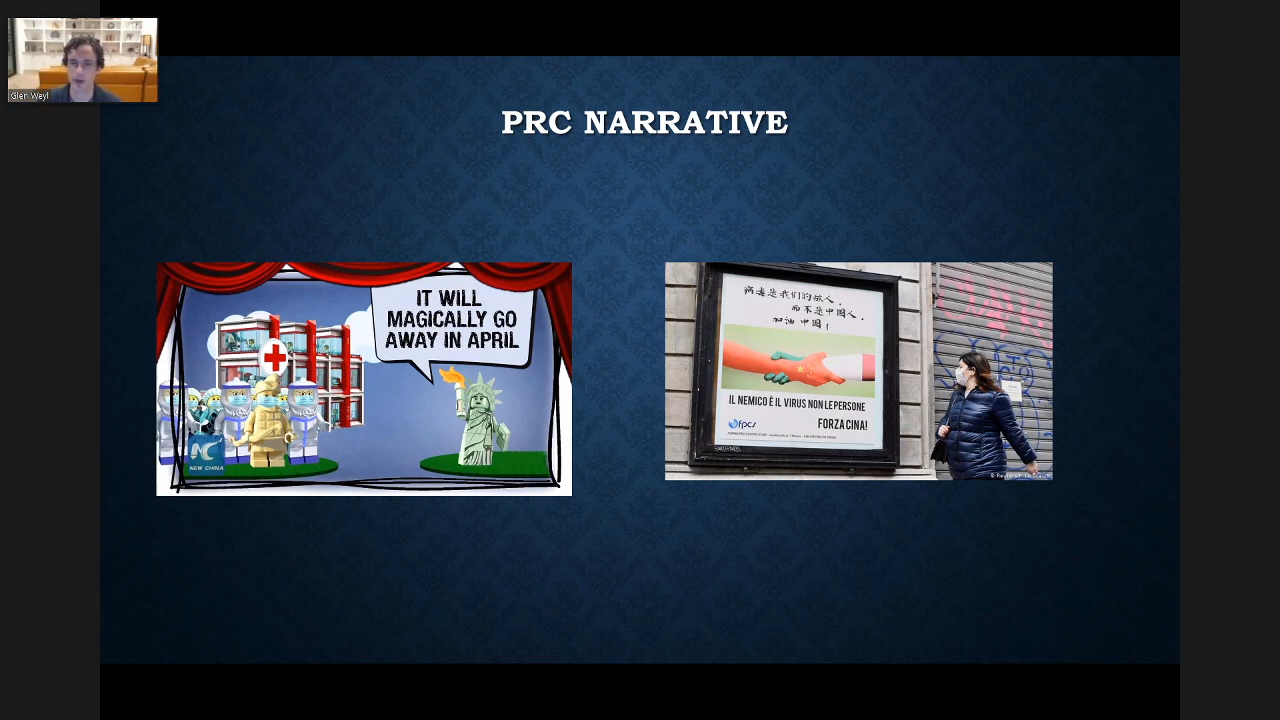 Glen Weyl
PRC NARRATIVE
IT WILL
MAGICALLY GO
AWAY IN APRIL
NEW CHINA
病毒是我们的敌人，
而不是中国人，
加油 中国！
IL NEMICO È IL VIRUS NON LE PERSONE
FORZA CINA!
fpcs